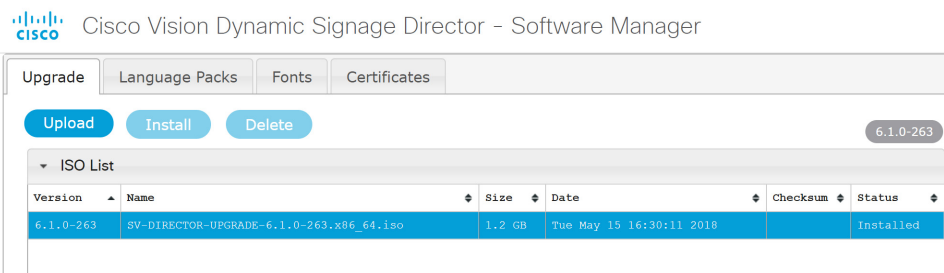 CISCO Cisco Vision Dynamic Signage Director - Software Manager
Upgrade Language Packs Fonts Certificates
Upload Install Delete
6.1.0-263
ISO List
Version Name Size Date Checksum Status
6.1.0-263 SV-DIRECTOR-UPGRADE-6.1.0-263.x86_64.iso 1.2 GB Tue May 15 16:30:11 2018 Installed